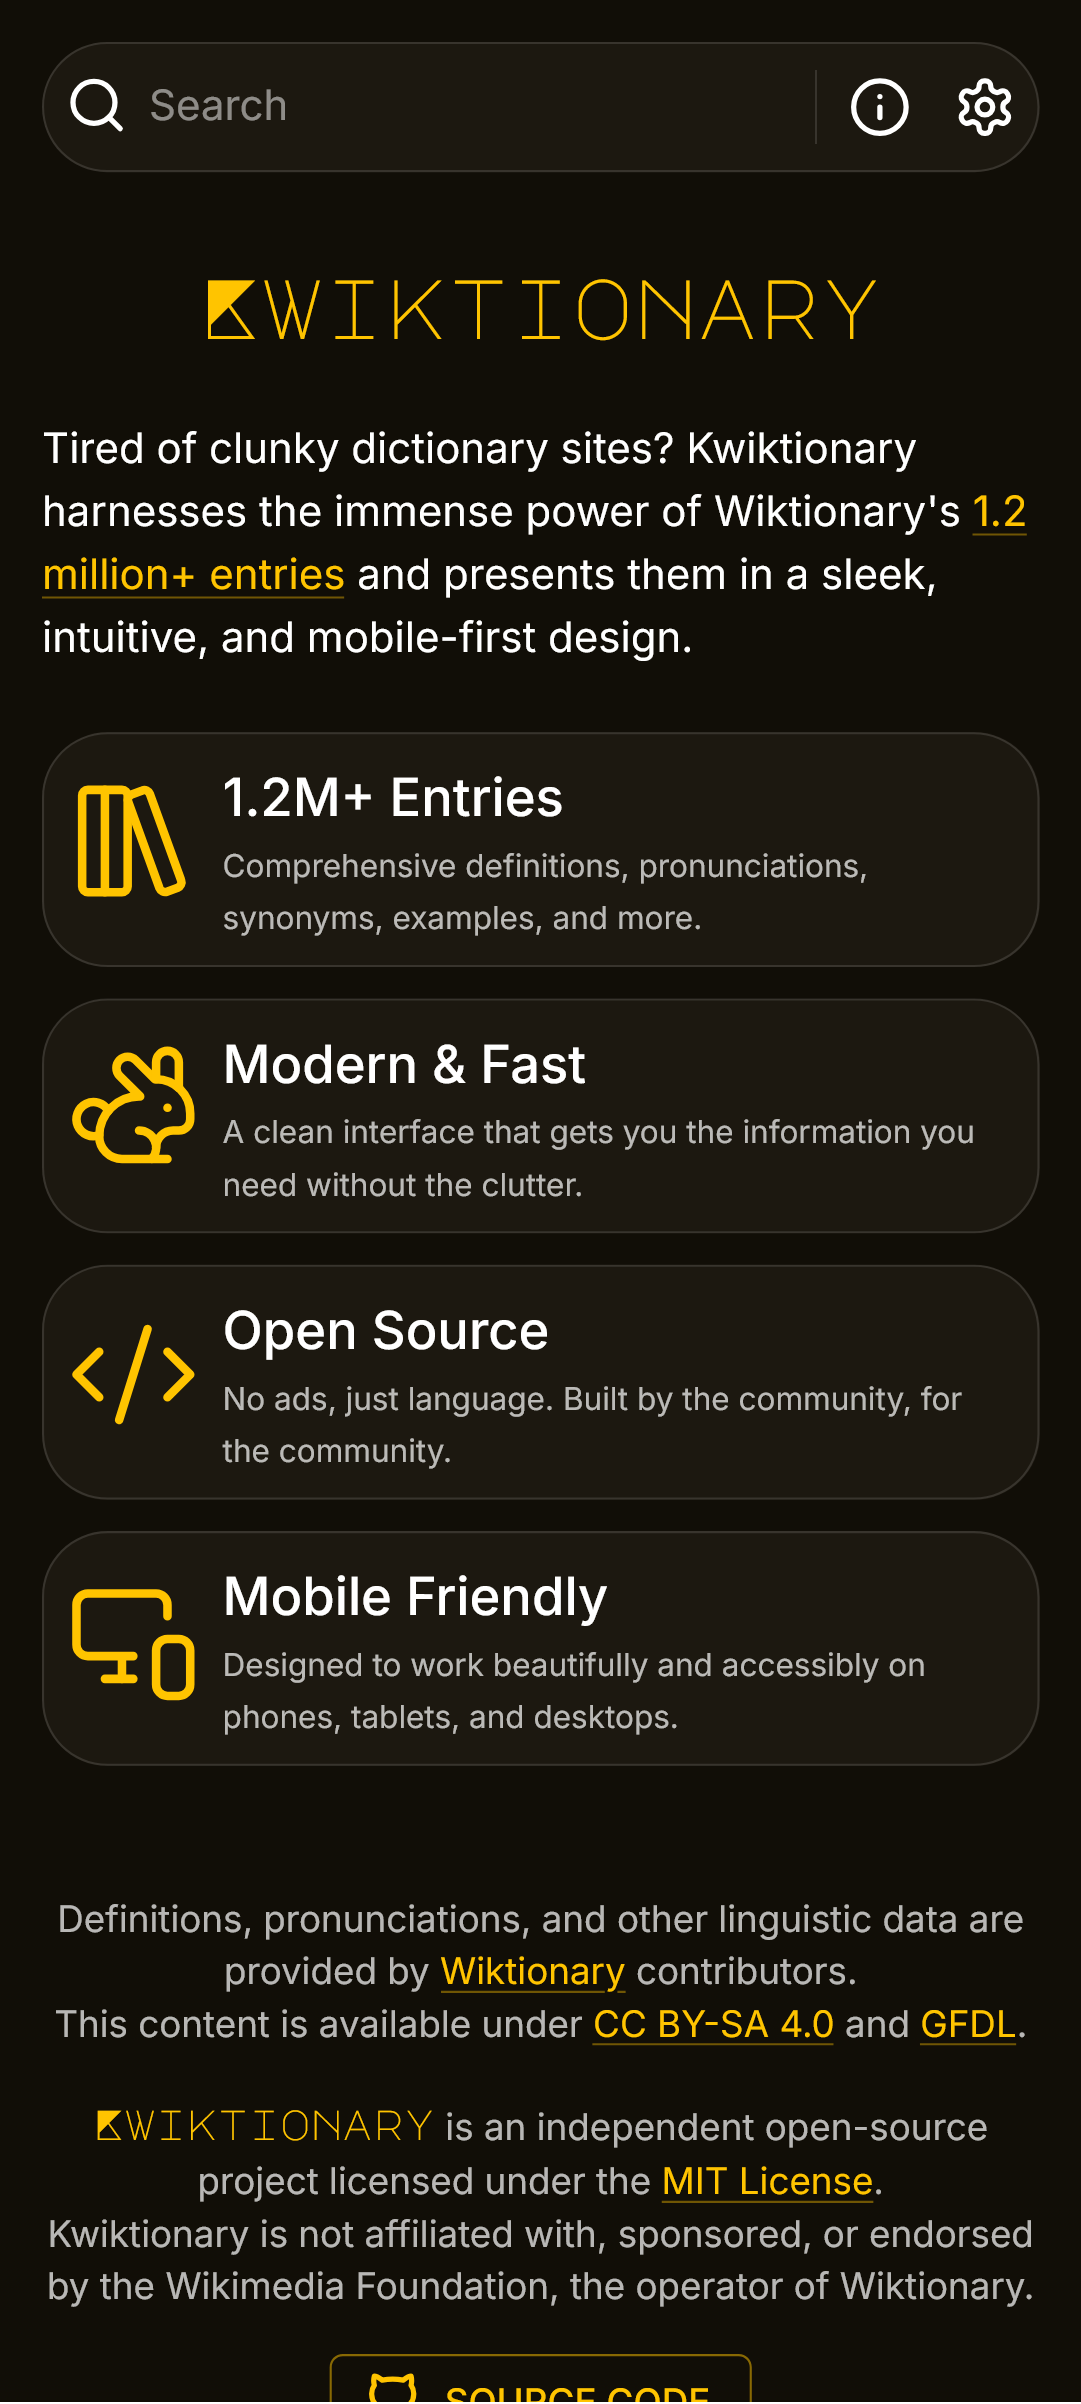 Search
KWIKTIONARY
Tired of clunky dictionary sites? Kwiktionary
harnesses the immense power of Wiktionary's 1.2
million+ entries and presents them in a sleek,
intuitive, and mobile-first design.
1.2M+ Entries
Comprehensive definitions, pronunciations,
synonyms, examples, and more.
Modern & Fast
A clean interface that gets you the information you
need without the clutter.
Open Source
No ads, just language. Built by the community, for
the community.
Mobile Friendly
Designed to work beautifully and accessibly on
phones, tablets, and desktops.
Definitions, pronunciations, and other linguistic data are
provided by Wiktionary contributors.
This content is available under CC BY-SA 4.0 and GFDL.
KWIKTIONARY is an independent open-source
project licensed under the MIT License.
Kwiktionary is not affiliated with, sponsored, or endorsed
by the Wikimedia Foundation, the operator of Wiktionary.
SOURCE CODE